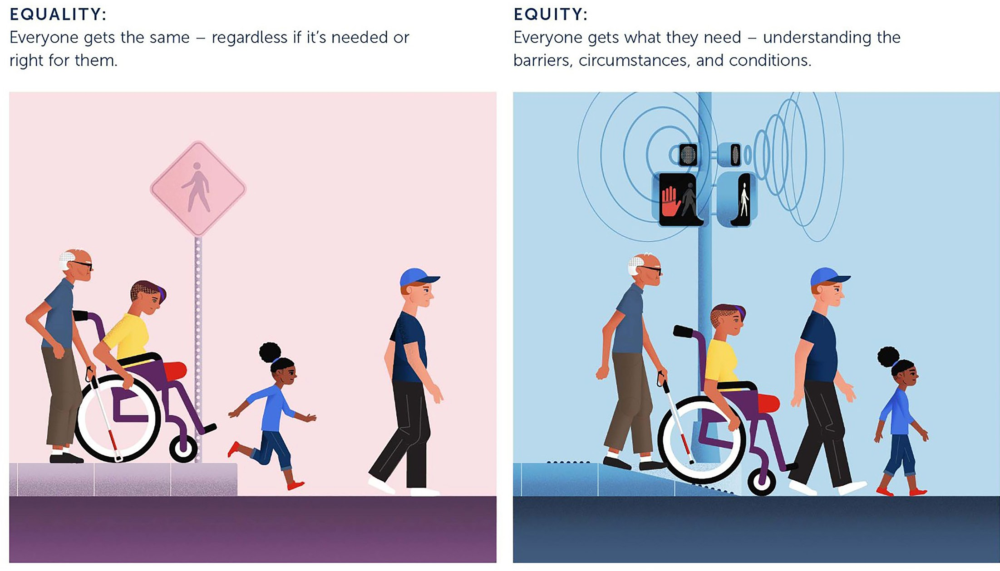 EQUALITY:
Everyone gets the same – regardless if it’s needed or
right for them.
EQUITY:
Everyone gets what they need – understanding the
barriers, circumstances, and conditions.